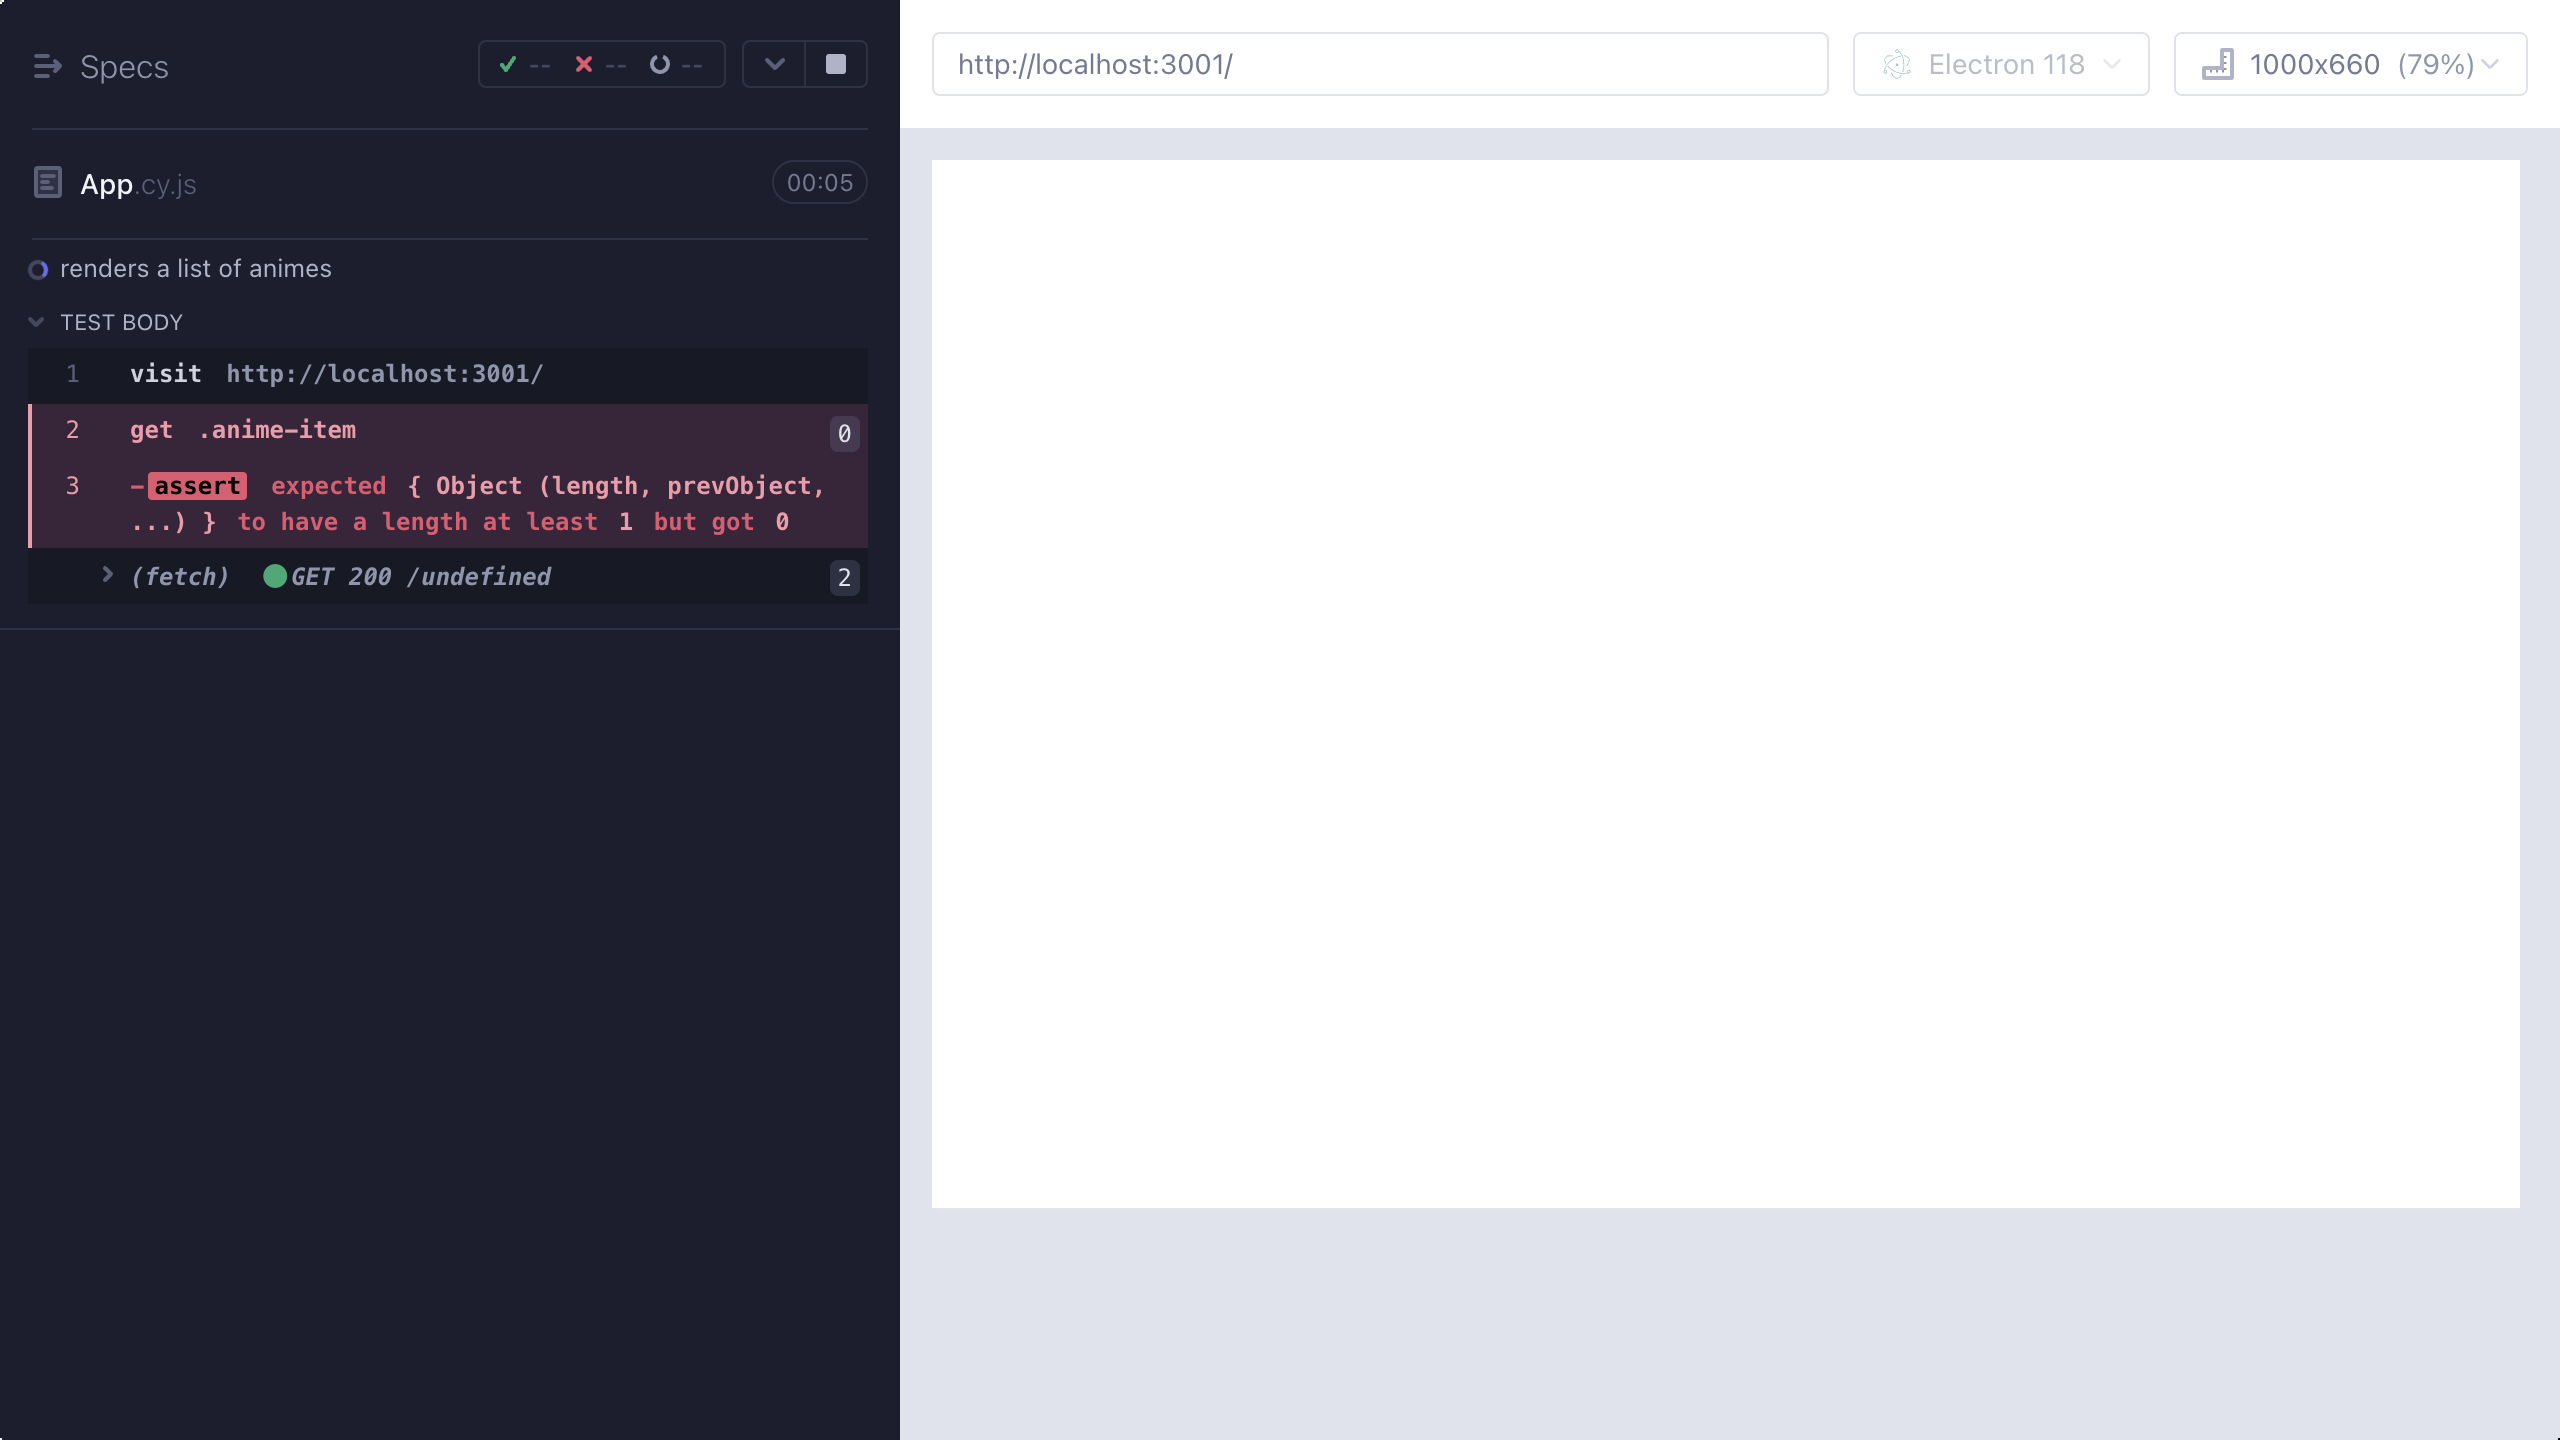 Specs
-- -- --
App.cy.js
00:05
renders a list of animes
TEST BODY
1 visit http://localhost:3001/
2 get .anime-item 0
3 -assert expected { Object (length, prevObject,
...) } to have a length at least 1 but got 0
(fetch) GET 200 /undefined 2
http://localhost:3001/
Electron 118
1000x660 (79%)